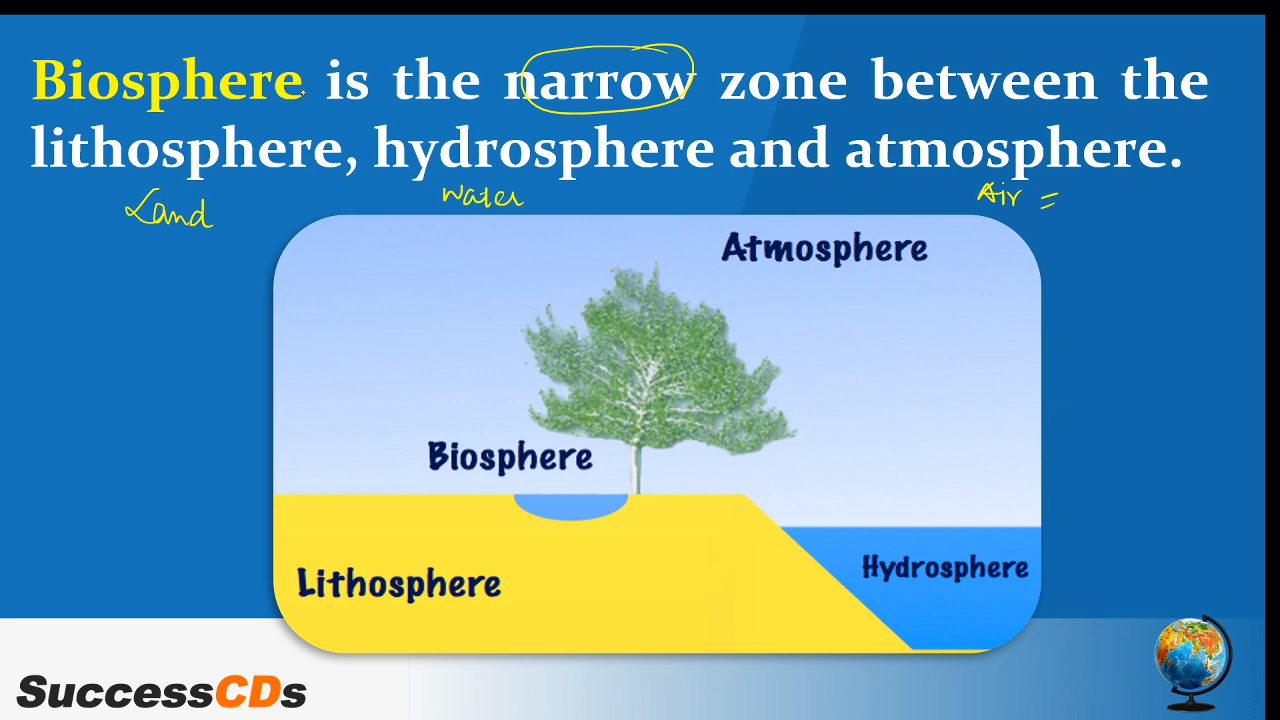 Biosphere is the narrow zone between the
lithosphere, hydrosphere and atmosphere.
Land Water Air =
Atmosphere
Biosphere
Hydrosphere
Lithosphere
SuccessCDs